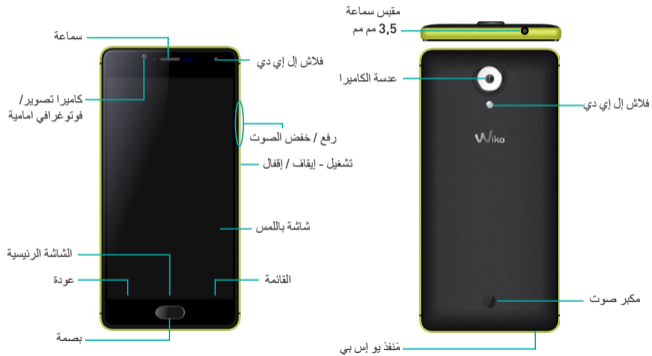 سماعة
فلاش إل إي دي
كاميرا تصوير/
فوتوغرافي امامية
رفع / خفض الصوت
تشغيل - إيقاف / إقفال
شاشة باللمس
الشاشة الرئيسية
عودة
القائمة
بصمة
مقبس سماعة
3,5 مم مم
عدسة الكاميرا
فلاش إل إي دي
Wiko
مكبر صوت
مَنفذ يو إس بي